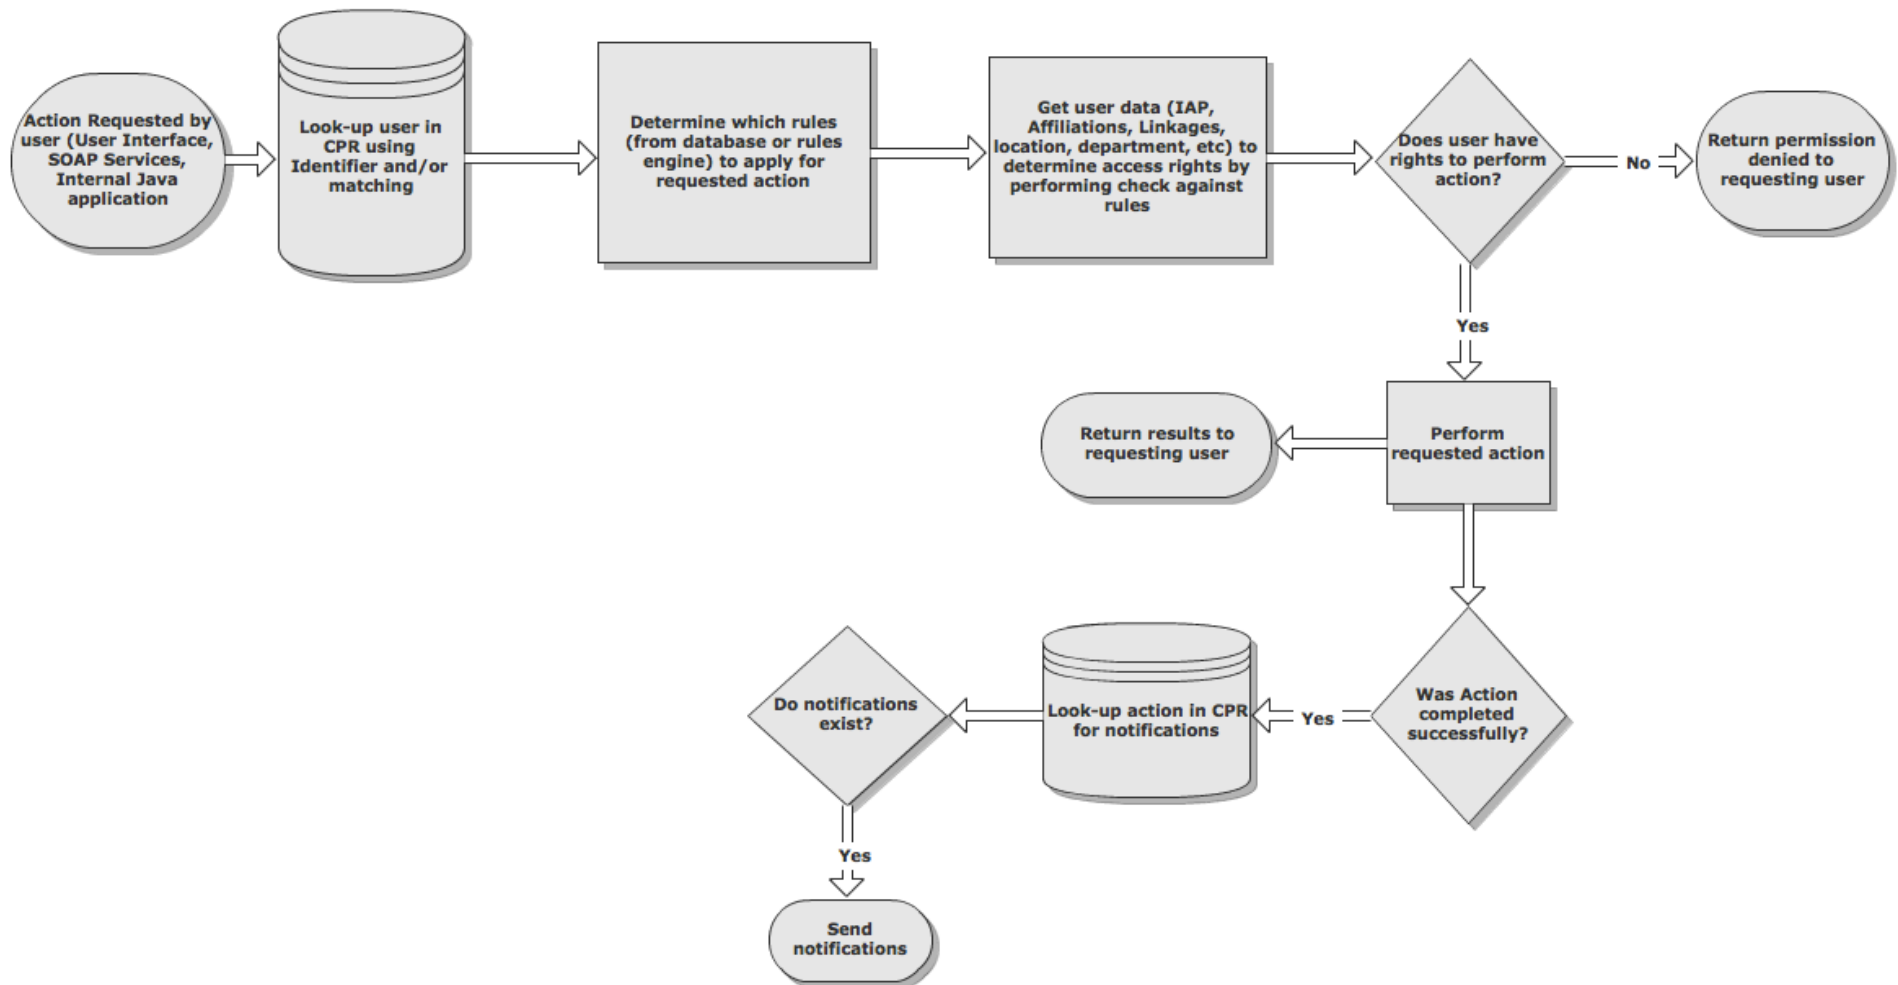 Action Requested by
user (User Interface,
SOAP Services,
Internal Java
application
Look-up user in
CPR using
Identifier and/or
matching
Determine which rules
(from database or rules
engine) to apply for
requested action
Get user data (IAP,
Affiliations, Linkages,
location, department, etc) to
determine access rights by
performing check against
rules
Does user have
rights to perform
action?
No
Return permission
denied to
requesting user
Yes
Perform
requested action
Return results to
requesting user
Was Action
completed
successfully?
Yes
Look-up action in CPR
for notifications
Do notifications
exist?
Yes
Send
notifications